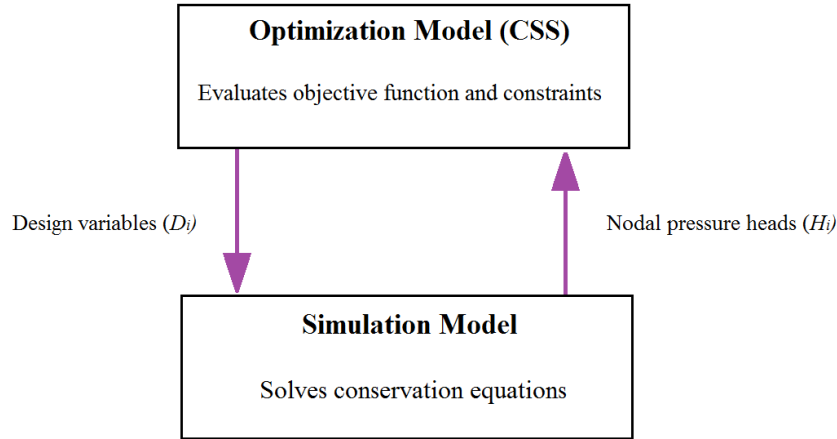 Optimization Model (CSS)
Evaluates objective function and constraints
Design variables (Di)
Nodal pressure heads (Hi)
Simulation Model
Solves conservation equations